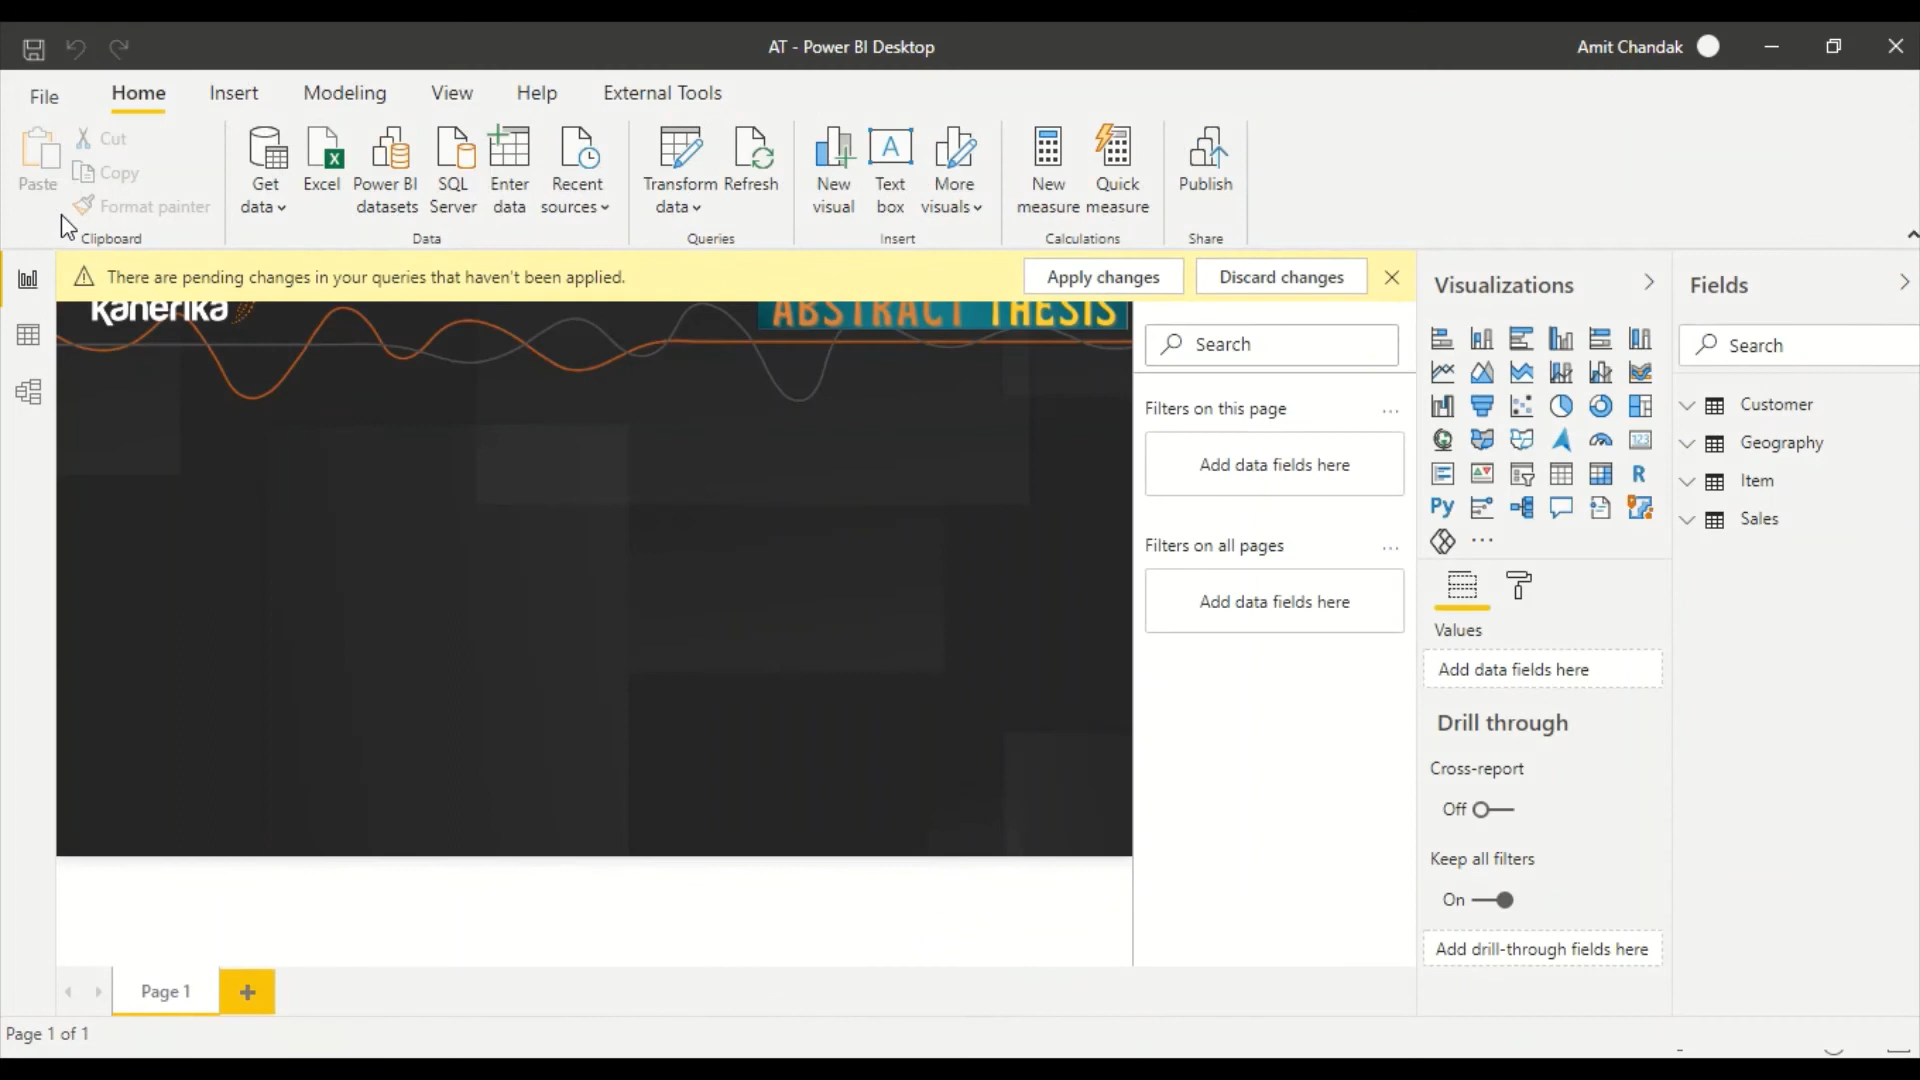 AT - Power BI Desktop
Amit Chandak
File
Home
Insert
Modeling
View
Help
External Tools
Paste
Cut
Copy
Format painter
Clipboard
Get data
Excel
Power BI datasets
SQL Server
Enter data
Recent sources
Data
Transform data
Refresh
Queries
New visual
Text box
More visuals
Insert
New measure
Quick measure
Calculations
Publish
Share
There are pending changes in your queries that haven't been applied.
Apply changes
Discard changes
kanerika
ABSTRACT THESIS
Search
Filters on this page
...
Add data fields here
Filters on all pages
...
Add data fields here
Visualizations
123
R
Py
...
Values
Add data fields here
Drill through
Cross-report
Off
Keep all filters
On
Add drill-through fields here
Fields
Search
Customer
Geography
Item
Sales
Page 1
Page 1 of 1